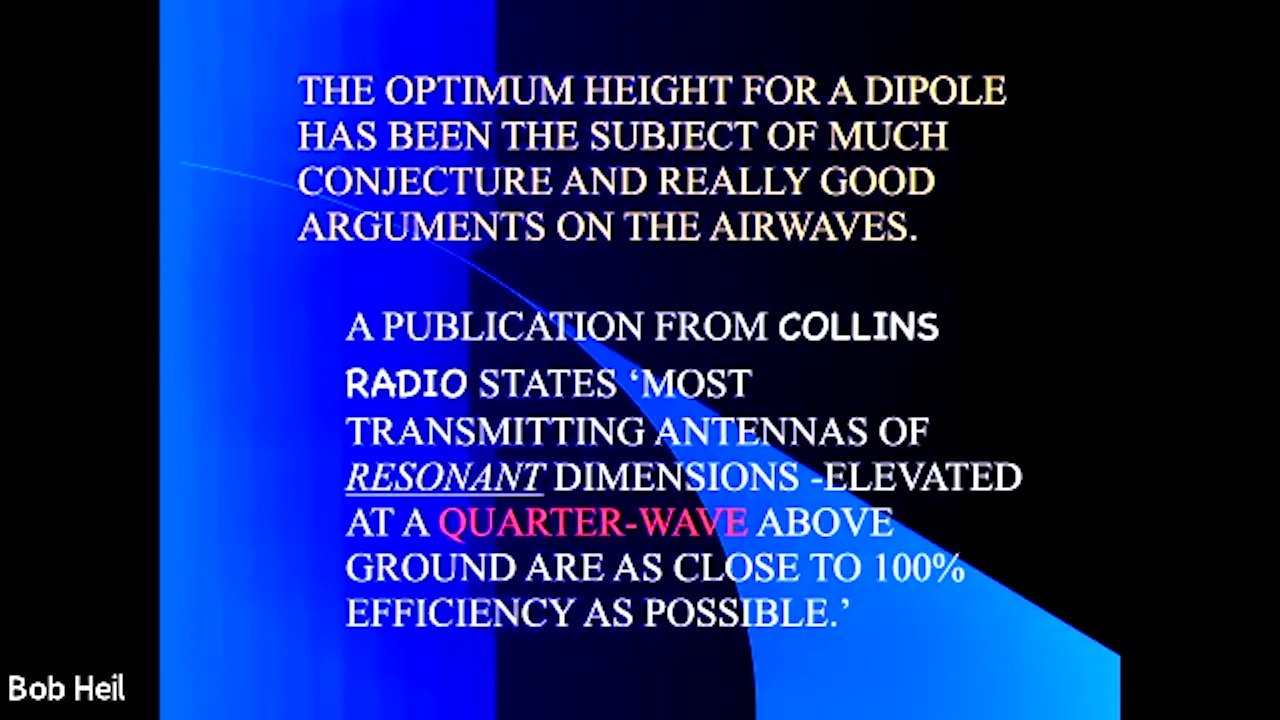 THE OPTIMUM HEIGHT FOR A DIPOLE
HAS BEEN THE SUBJECT OF MUCH
CONJECTURE AND REALLY GOOD
ARGUMENTS ON THE AIRWAVES.
A PUBLICATION FROM COLLINS
RADIO STATES ‘MOST
TRANSMITTING ANTENNAS OF
RESONANT DIMENSIONS -ELEVATED
AT A QUARTER-WAVE ABOVE
GROUND ARE AS CLOSE TO 100%
EFFICIENCY AS POSSIBLE.’
Bob Heil